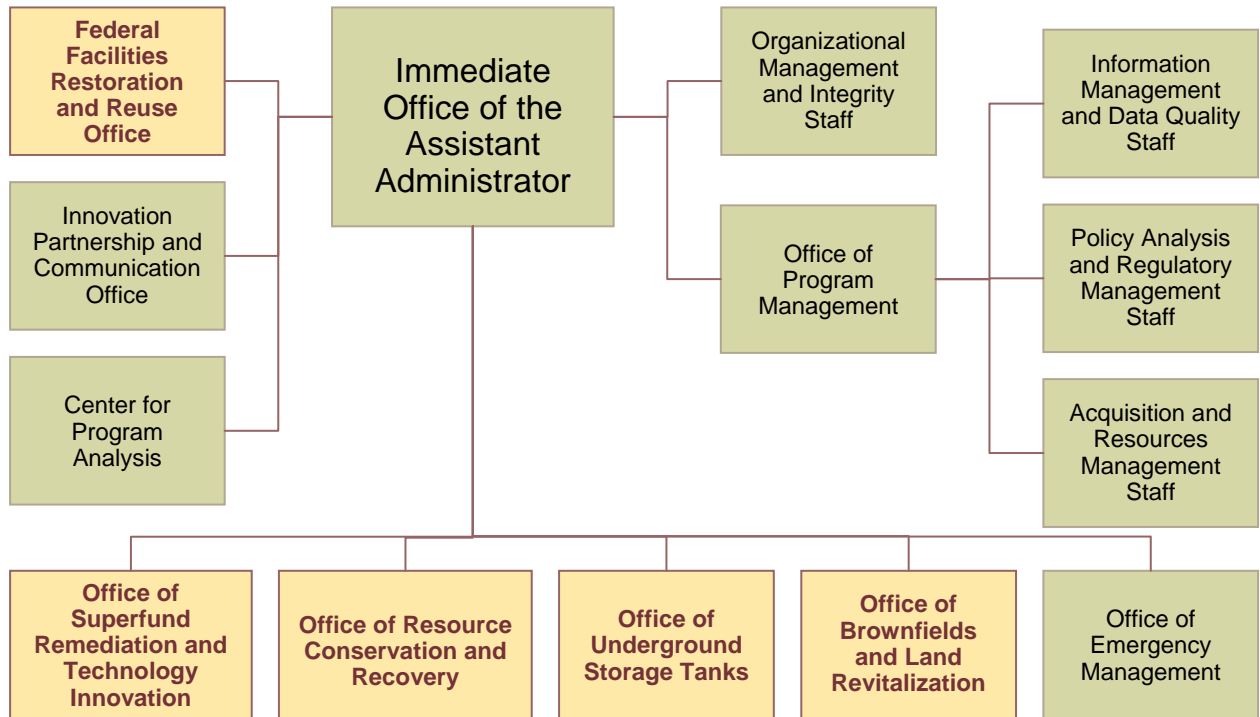 Federal
Facilities
Restoration
and Reuse
Office
Immediate
Office of the
Assistant
Administrator
Organizational
Management
and Integrity
Staff
Information
Management
and Data Quality
Staff
Innovation
Partnership and
Communication
Office
Office of
Program
Management
Policy Analysis
and Regulatory
Management
Staff
Center for
Program
Analysis
Acquisition and
Resources
Management
Staff
Office of
Superfund
Remediation and
Technology
Innovation
Office of Resource
Conservation and
Recovery
Office of
Underground
Storage Tanks
Office of
Brownfields
and Land
Revitalization
Office of
Emergency
Management